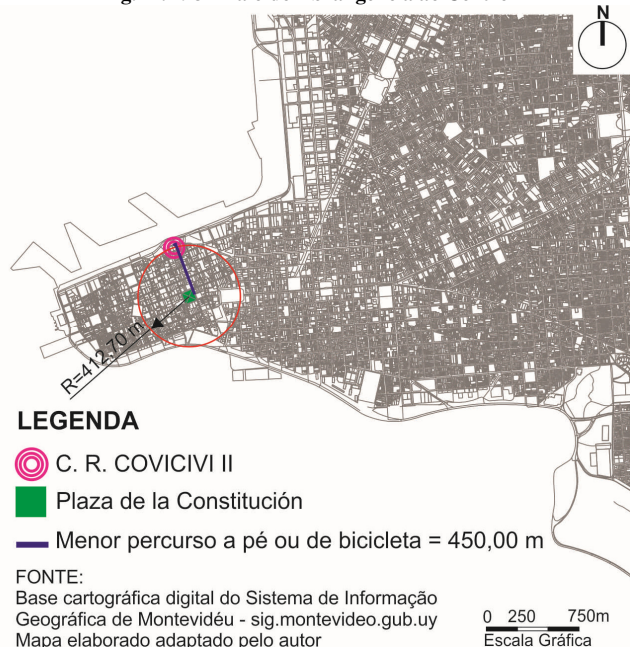 N
R=412,70 m
LEGENDA
C. R. COVICIVI II
Plaza de la Constitución
Menor percurso a pé ou de bicicleta = 450,00 m
FONTE:
Base cartográfica digital do Sistema de Informação
Geográfica de Montevidéu - sig.montevideo.gub.uy
Mapa elaborado adaptado pelo autor
0 250 750m
Escala Gráfica